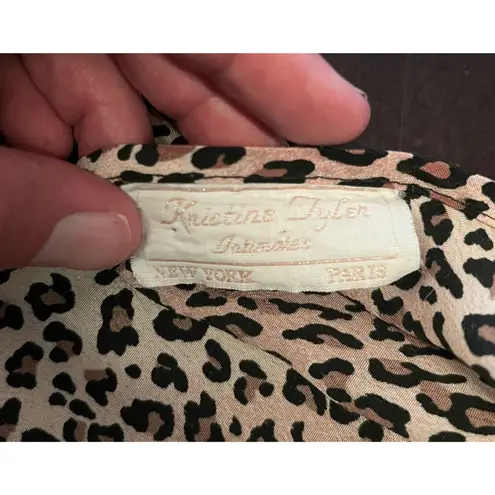 Kristine Tyler
Intimates
NEW YORK PARIS